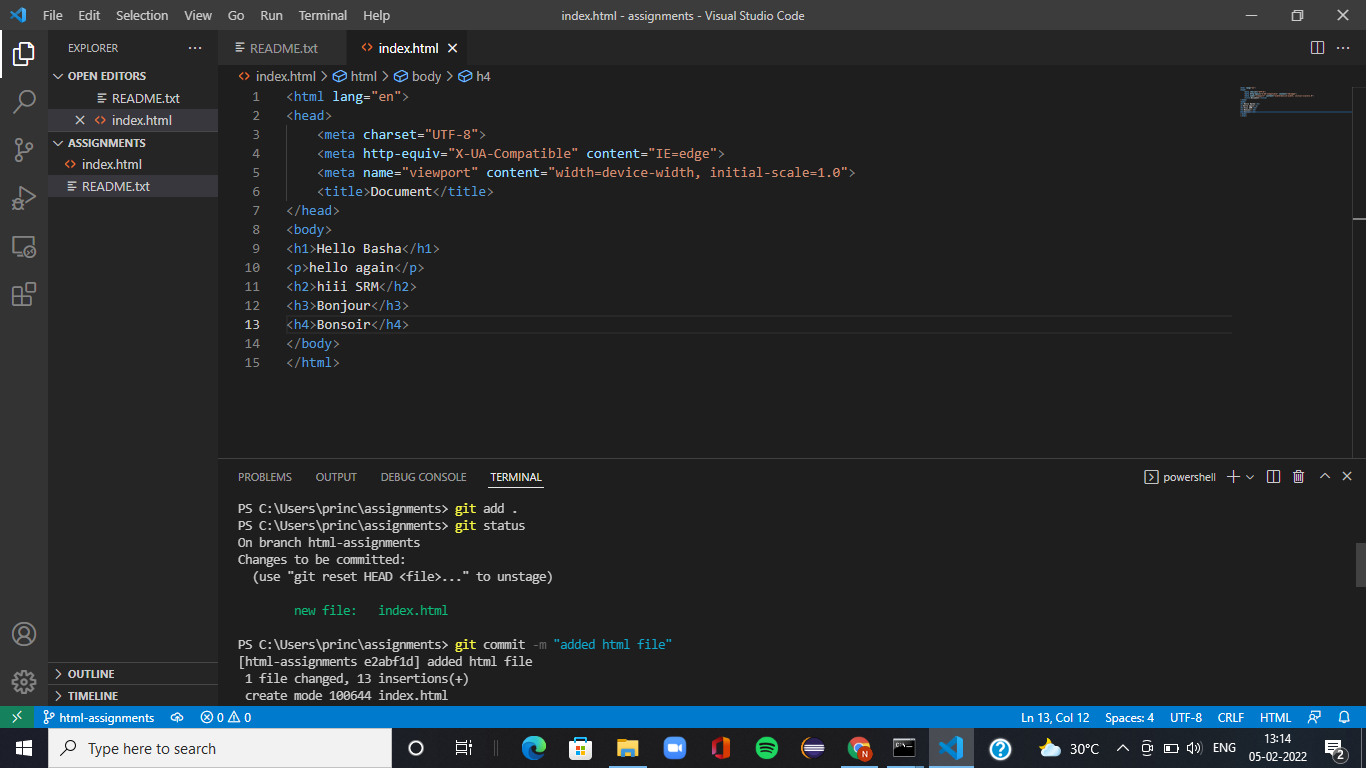 File Edit Selection View Go Run Terminal Help
index.html - assignments - Visual Studio Code
EXPLORER
OPEN EDITORS
README.txt
index.html
ASSIGNMENTS
index.html
README.txt
OUTLINE
TIMELINE
README.txt
index.html
index.html > html > body > h4
1 <html lang="en">
2 <head>
3 <meta charset="UTF-8">
4 <meta http-equiv="X-UA-Compatible" content="IE=edge">
5 <meta name="viewport" content="width=device-width, initial-scale=1.0">
6 <title>Document</title>
7 </head>
8 <body>
9 <h1>Hello Basha</h1>
10 <p>hello again</p>
11 <h2>hiii SRM</h2>
12 <h3>Bonjour</h3>
13 <h4>Bonsoir</h4>
14 </body>
15 </html>
PROBLEMS OUTPUT DEBUG CONSOLE TERMINAL
powershell
PS C:\Users\princ\assignments> git add .
PS C:\Users\princ\assignments> git status
On branch html-assignments
Changes to be committed:
(use "git reset HEAD <file>..." to unstage)
new file: index.html
PS C:\Users\princ\assignments> git commit -m "added html file"
[html-assignments e2abf1d] added html file
1 file changed, 13 insertions(+)
create mode 100644 index.html
html-assignments 0 0
Ln 13, Col 12 Spaces: 4 UTF-8 CRLF HTML
Type here to search
N
30°C
ENG
13:14
05-02-2022
2